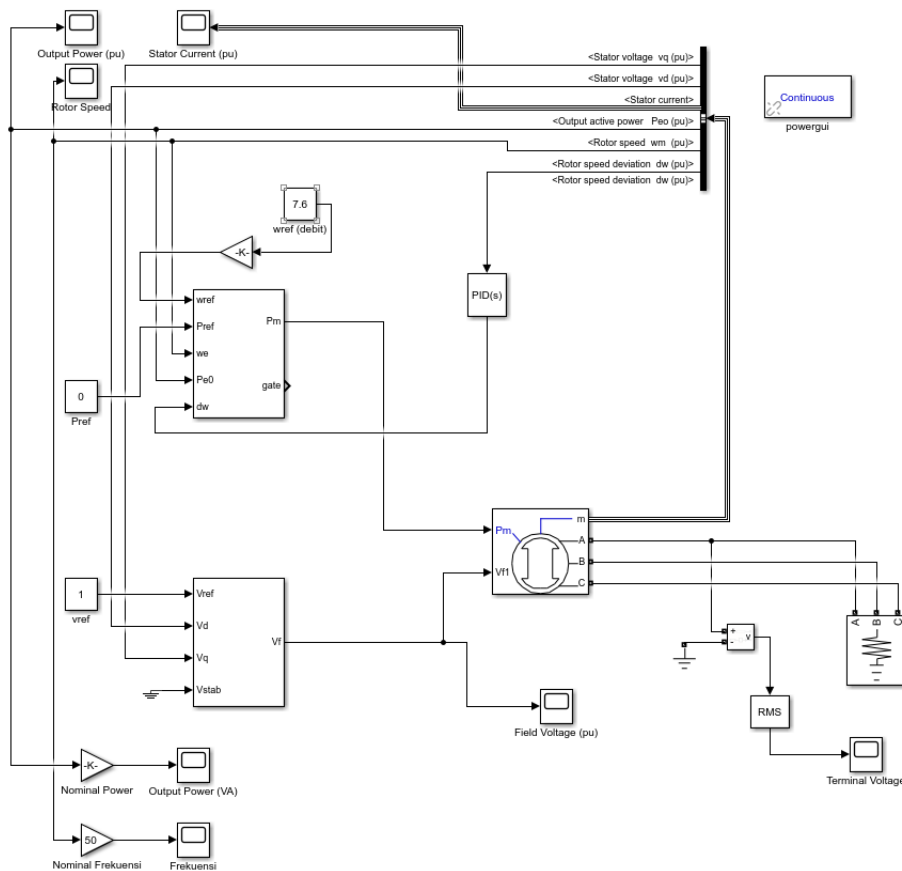 Output Power (pu)
Stator Current (pu)
<Stator voltage vq (pu)>
<Stator voltage vd (pu)>
<Stator current>
<Output active power Peo (pu)>
<Rotor speed wm (pu)>
<Rotor speed deviation dw (pu)>
<Rotor speed deviation dw (pu)>
Continuous
powergui
Rotor Speed
7.6
wref (debit)
-K-
PID(s)
wref
Pref
we
Pe0
dw
Pm
gate
0
Pref
Pm
Vf1
m
A
B
C
1
vref
Vref
Vd
Vq
Vstab
Vf
A
B
C
+
-
v
RMS
Field Voltage (pu)
Terminal Voltage
-K-
Nominal Power
Output Power (VA)
50
Nominal Frekuensi
Frekuensi